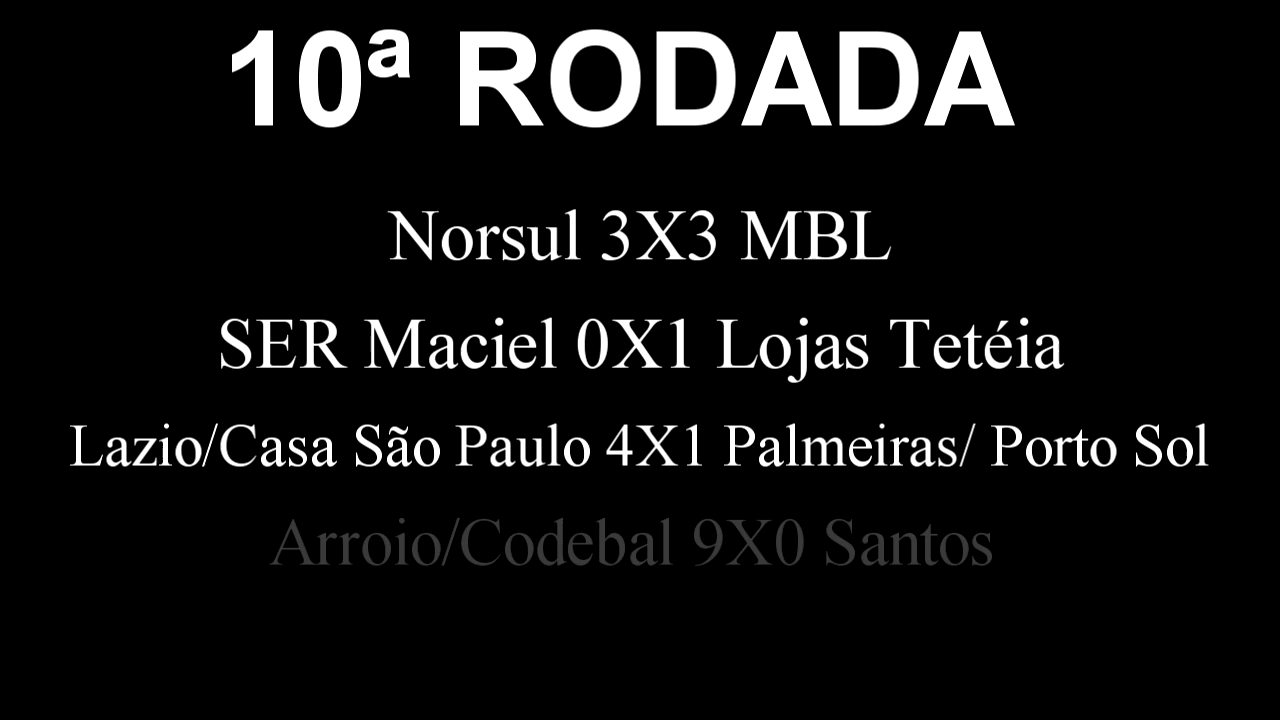 10ª RODADA
Norsul 3X3 MBL
SER Maciel 0X1 Lojas Tetéia
Lazio/Casa São Paulo 4X1 Palmeiras/ Porto Sol
Arroio/Codebal 9X0 Santos